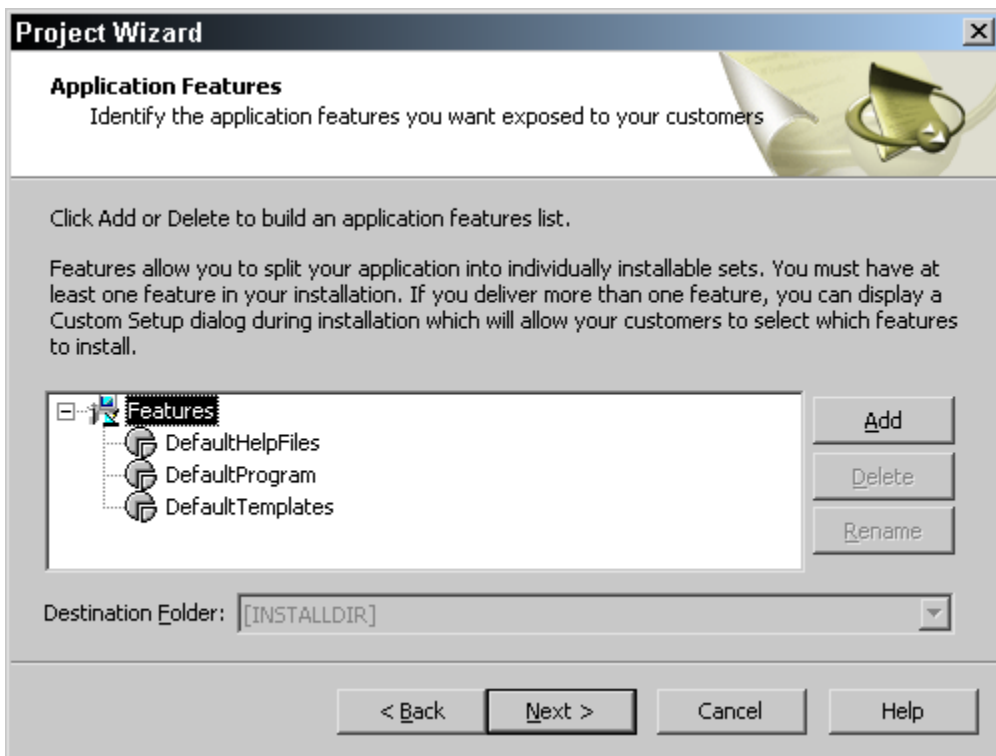 Project Wizard
Application Features
Identify the application features you want exposed to your customers
Click Add or Delete to build an application features list.
Features allow you to split your application into individually installable sets. You must have at
least one feature in your installation. If you deliver more than one feature, you can display a
Custom Setup dialog during installation which will allow your customers to select which features
to install.
Features
DefaultHelpFiles
DefaultProgram
DefaultTemplates
Add
Delete
Rename
Destination Folder: [INSTALLDIR]
< Back Next > Cancel Help